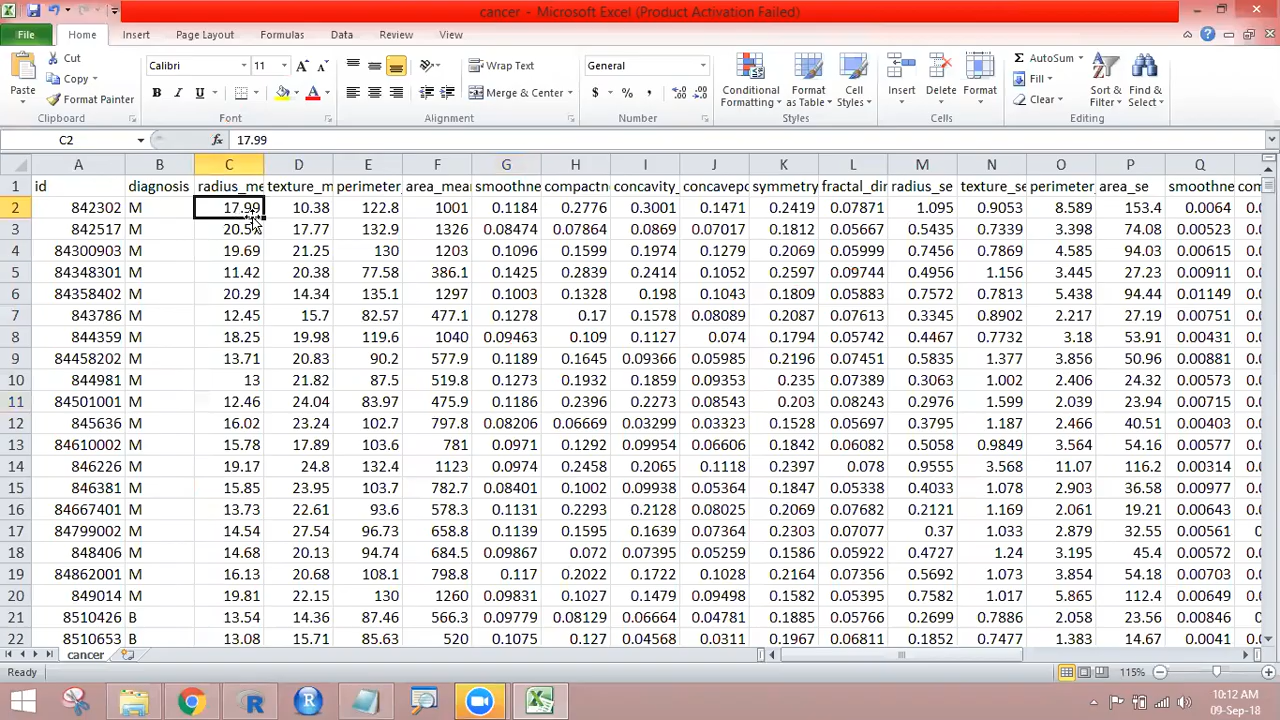 cancer - Microsoft Excel (Product Activation Failed)
File Home Insert Page Layout Formulas Data Review View
Paste Cut Copy Format Painter Clipboard
Calibri 11 B I U A Font
Wrap Text Merge & Center Alignment
General $ % , Number
Conditional Formatting Format as Table Cell Styles Styles
Insert Delete Format Cells
AutoSum Fill Clear Sort & Filter Find & Select Editing
C2 fx 17.99
A B C D E F G H I J K L M N O P Q
1 id diagnosis radius_me texture_m perimeter_ area_mean smoothne compactn concavity_ concavepo symmetry fractal_dir radius_se texture_se perimeter_ area_se smoothne com
2 842302 M 17.99 10.38 122.8 1001 0.1184 0.2776 0.3001 0.1471 0.2419 0.07871 1.095 0.9053 8.589 153.4 0.0064 0.0
3 842517 M 20.57 17.77 132.9 1326 0.08474 0.07864 0.0869 0.07017 0.1812 0.05667 0.5435 0.7339 3.398 74.08 0.00523 0.0
4 84300903 M 19.69 21.25 130 1203 0.1096 0.1599 0.1974 0.1279 0.2069 0.05999 0.7456 0.7869 4.585 94.03 0.00615 0.0
5 84348301 M 11.42 20.38 77.58 386.1 0.1425 0.2839 0.2414 0.1052 0.2597 0.09744 0.4956 1.156 3.445 27.23 0.00911 0.0
6 84358402 M 20.29 14.34 135.1 1297 0.1003 0.1328 0.198 0.1043 0.1809 0.05883 0.7572 0.7813 5.438 94.44 0.01149 0.0
7 843786 M 12.45 15.7 82.57 477.1 0.1278 0.17 0.1578 0.08089 0.2087 0.07613 0.3345 0.8902 2.217 27.19 0.00751 0.0
8 844359 M 18.25 19.98 119.6 1040 0.09463 0.109 0.1127 0.074 0.1794 0.05742 0.4467 0.7732 3.18 53.91 0.00431 0.0
9 84458202 M 13.71 20.83 90.2 577.9 0.1189 0.1645 0.09366 0.05985 0.2196 0.07451 0.5835 1.377 3.856 50.96 0.00881 0.0
10 844981 M 13 21.82 87.5 519.8 0.1273 0.1932 0.1859 0.09353 0.235 0.07389 0.3063 1.002 2.406 24.32 0.00573 0.0
11 84501001 M 12.46 24.04 83.97 475.9 0.1186 0.2396 0.2273 0.08543 0.203 0.08243 0.2976 1.599 2.039 23.94 0.00715 0.0
12 845636 M 16.02 23.24 102.7 797.8 0.08206 0.06669 0.03299 0.03323 0.1528 0.05697 0.3795 1.187 2.466 40.51 0.00403 0.0
13 84610002 M 15.78 17.89 103.6 781 0.0971 0.1292 0.09954 0.06606 0.1842 0.06082 0.5058 0.9849 3.564 54.16 0.00577 0.0
14 846226 M 19.17 24.8 132.4 1123 0.0974 0.2458 0.2065 0.1118 0.2397 0.078 0.9555 3.568 11.07 116.2 0.00314 0.0
15 846381 M 15.85 23.95 103.7 782.7 0.08401 0.1002 0.09938 0.05364 0.1847 0.05338 0.4033 1.078 2.903 36.58 0.00977 0.0
16 84667401 M 13.73 22.61 93.6 578.3 0.1131 0.2293 0.2128 0.08025 0.2069 0.07682 0.2121 1.169 2.061 19.21 0.00643 0.0
17 84799002 M 14.54 27.54 96.73 658.8 0.1139 0.1595 0.1639 0.07364 0.2303 0.07077 0.37 1.033 2.879 32.55 0.00561 0.0
18 848406 M 14.68 20.13 94.74 684.5 0.09867 0.072 0.07395 0.05259 0.1586 0.05922 0.4727 1.24 3.195 45.4 0.00572 0.0
19 84862001 M 16.13 20.68 108.1 798.8 0.117 0.2022 0.1722 0.1028 0.2164 0.07356 0.5692 1.073 3.854 54.18 0.00703 0.0
20 849014 M 19.81 22.15 130 1260 0.09831 0.1027 0.1479 0.09498 0.1582 0.05395 0.7582 1.017 5.865 112.4 0.00649 0.0
21 8510426 B 13.54 14.36 87.46 566.3 0.09779 0.08129 0.06664 0.04781 0.1885 0.05766 0.2699 0.7886 2.058 23.56 0.00846 0.0
22 8510653 B 13.08 15.71 85.63 520 0.1075 0.127 0.04568 0.0311 0.1967 0.06811 0.1852 0.7477 1.383 14.67 0.0041 0.0
cancer
Ready 115%
10:12 AM
09-Sep-18